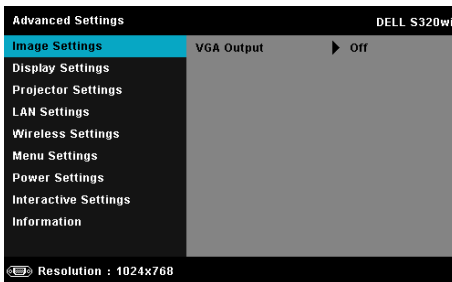 Advanced Settings DELL S320wi
Image Settings VGA Output Off
Display Settings
Projector Settings
LAN Settings
Wireless Settings
Menu Settings
Power Settings
Interactive Settings
Information
Resolution : 1024x768